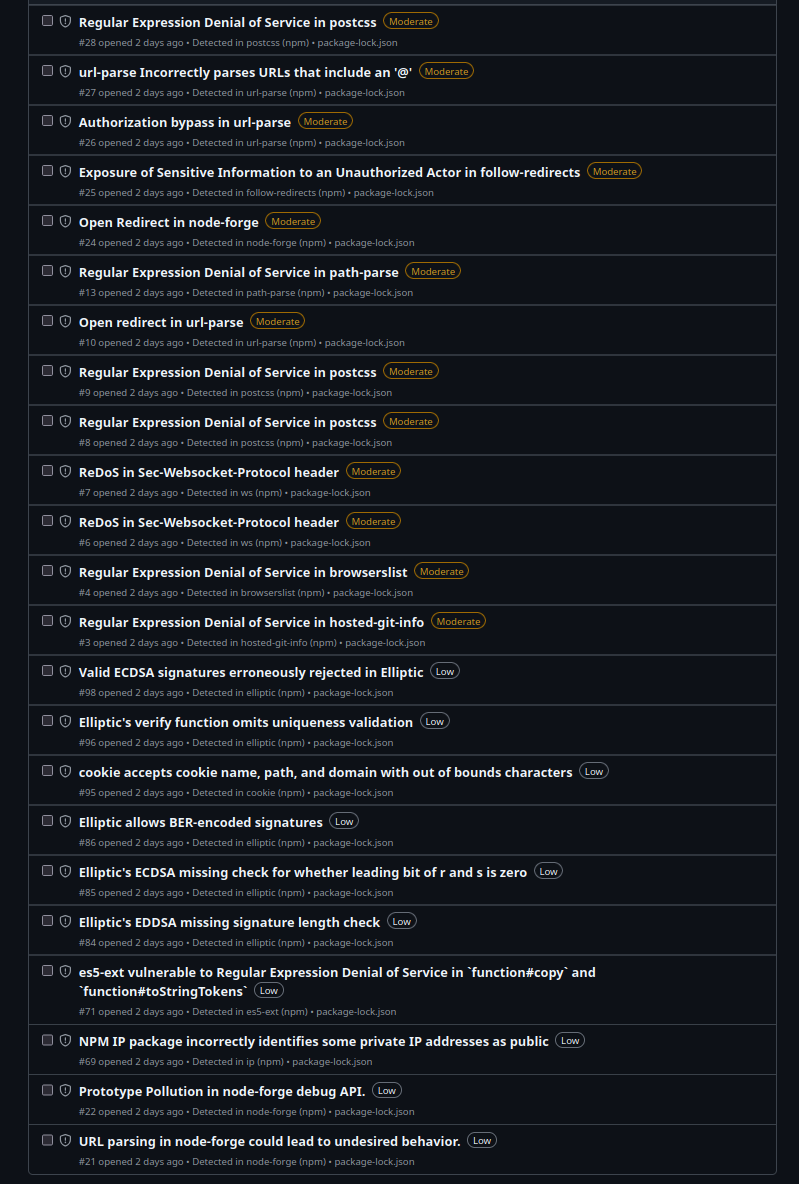 Regular Expression Denial of Service in postcss Moderate
#28 opened 2 days ago • Detected in postcss (npm) • package-lock.json
url-parse Incorrectly parses URLs that include an '@' Moderate
#27 opened 2 days ago • Detected in url-parse (npm) • package-lock.json
Authorization bypass in url-parse Moderate
#26 opened 2 days ago • Detected in url-parse (npm) • package-lock.json
Exposure of Sensitive Information to an Unauthorized Actor in follow-redirects Moderate
#25 opened 2 days ago • Detected in follow-redirects (npm) • package-lock.json
Open Redirect in node-forge Moderate
#24 opened 2 days ago • Detected in node-forge (npm) • package-lock.json
Regular Expression Denial of Service in path-parse Moderate
#13 opened 2 days ago • Detected in path-parse (npm) • package-lock.json
Open redirect in url-parse Moderate
#10 opened 2 days ago • Detected in url-parse (npm) • package-lock.json
Regular Expression Denial of Service in postcss Moderate
#9 opened 2 days ago • Detected in postcss (npm) • package-lock.json
Regular Expression Denial of Service in postcss Moderate
#8 opened 2 days ago • Detected in postcss (npm) • package-lock.json
ReDoS in Sec-Websocket-Protocol header Moderate
#7 opened 2 days ago • Detected in ws (npm) • package-lock.json
ReDoS in Sec-Websocket-Protocol header Moderate
#6 opened 2 days ago • Detected in ws (npm) • package-lock.json
Regular Expression Denial of Service in browserslist Moderate
#4 opened 2 days ago • Detected in browserslist (npm) • package-lock.json
Regular Expression Denial of Service in hosted-git-info Moderate
#3 opened 2 days ago • Detected in hosted-git-info (npm) • package-lock.json
Valid ECDSA signatures erroneously rejected in Elliptic Low
#98 opened 2 days ago • Detected in elliptic (npm) • package-lock.json
Elliptic's verify function omits uniqueness validation Low
#96 opened 2 days ago • Detected in elliptic (npm) • package-lock.json
cookie accepts cookie name, path, and domain with out of bounds characters Low
#95 opened 2 days ago • Detected in cookie (npm) • package-lock.json
Elliptic allows BER-encoded signatures Low
#86 opened 2 days ago • Detected in elliptic (npm) • package-lock.json
Elliptic's ECDSA missing check for whether leading bit of r and s is zero Low
#85 opened 2 days ago • Detected in elliptic (npm) • package-lock.json
Elliptic's EDDSA missing signature length check Low
#84 opened 2 days ago • Detected in elliptic (npm) • package-lock.json
es5-ext vulnerable to Regular Expression Denial of Service in `function#copy` and
`function#toStringTokens` Low
#71 opened 2 days ago • Detected in es5-ext (npm) • package-lock.json
NPM IP package incorrectly identifies some private IP addresses as public Low
#69 opened 2 days ago • Detected in ip (npm) • package-lock.json
Prototype Pollution in node-forge debug API. Low
#22 opened 2 days ago • Detected in node-forge (npm) • package-lock.json
URL parsing in node-forge could lead to undesired behavior. Low
#21 opened 2 days ago • Detected in node-forge (npm) • package-lock.json